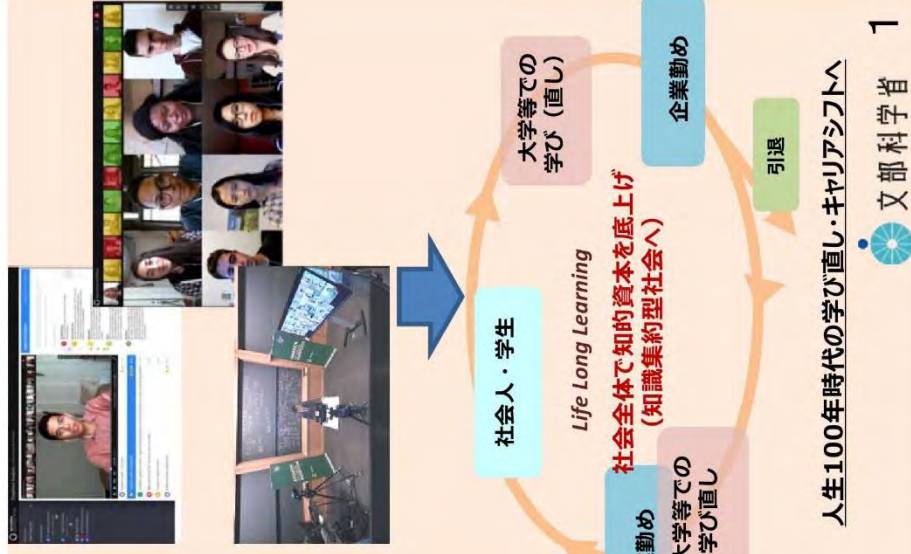 社会人・学生
大学等での
学び（直し）
Life Long Learning
社会全体で知的資本を底上げ
（知識集約型社会へ）
企業勤め
引退
勤め
大学等での
学び直し
人生100年時代の学び直し・キャリアシフトへ
文部科学省
1